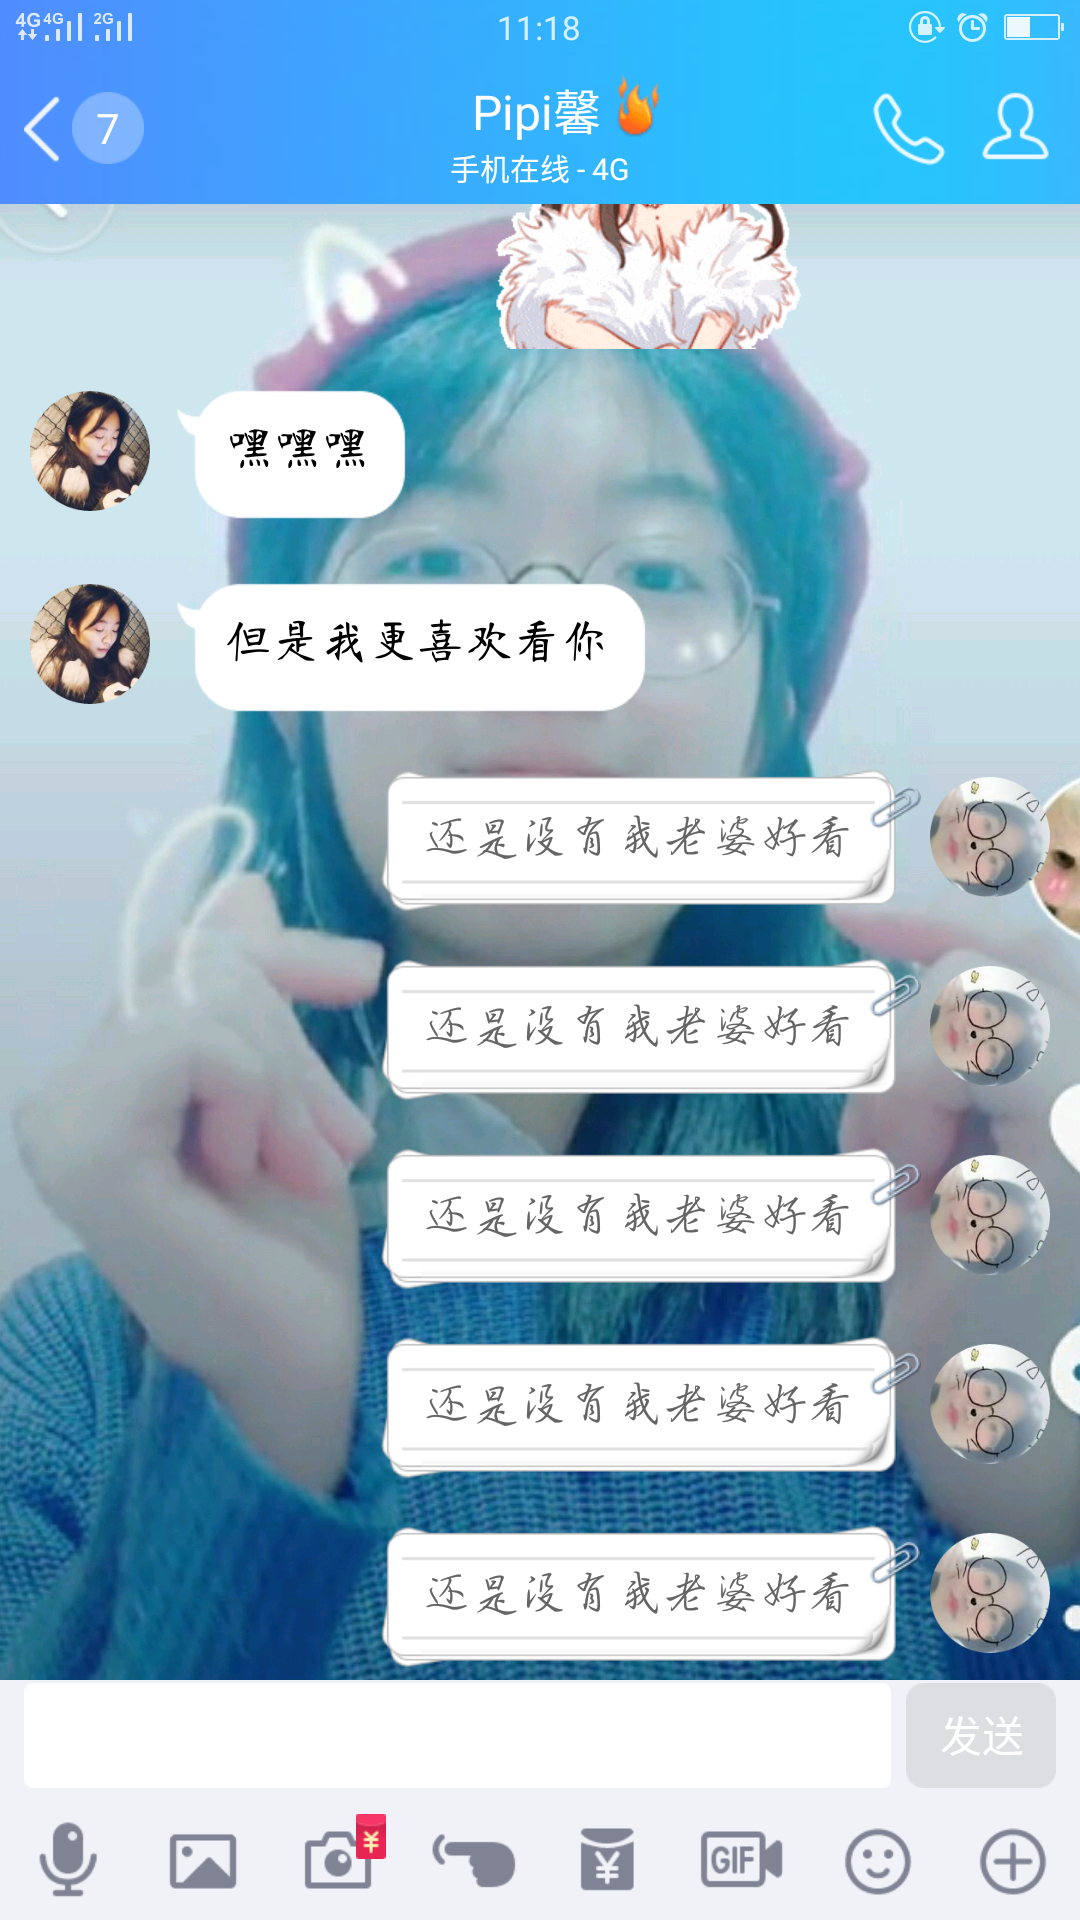 4G 4G 2G 11:18
7
Pipi馨
手机在线 - 4G
嘿嘿嘿
但是我更喜欢看你
还是没有我老婆好看
还是没有我老婆好看
还是没有我老婆好看
还是没有我老婆好看
还是没有我老婆好看
发送
¥
¥
GIF